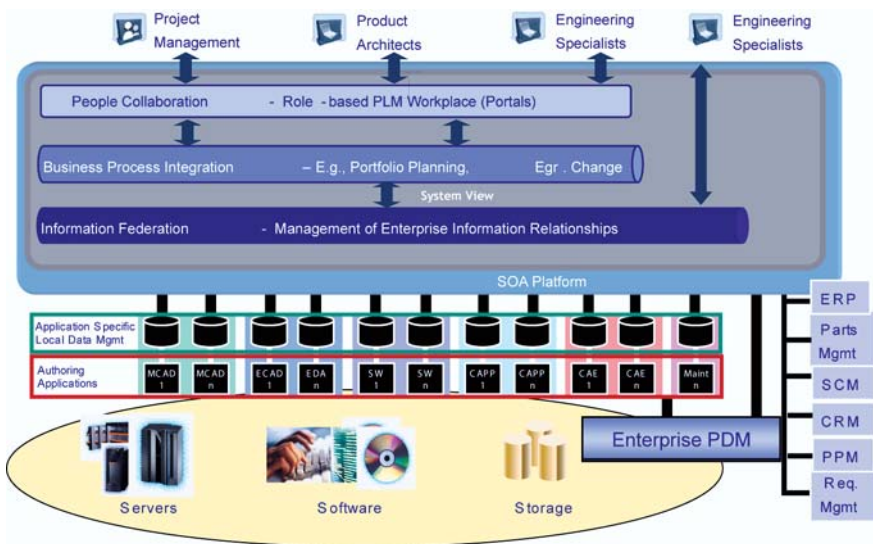 Project
Management
Product
Architects
Engineering
Specialists
Engineering
Specialists
People Collaboration - Role - based PLM Workplace (Portals)
Business Process Integration – E.g., Portfolio Planning, Egr . Change
System View
Information Federation - Management of Enterprise Information Relationships
SOA Platform
ERP
Parts
Mgmt
SCM
CRM
PPM
Req.
Mgmt
Application Specific
Local Data Mgmt
Authoring
Applications
MCAD
1
MCAD
n
ECAD
1
EDA
n
SW
1
SW
n
CAPP
1
CAPP
n
CAE
1
CAE
n
Maint
n
Enterprise PDM
Servers
Software
Storage